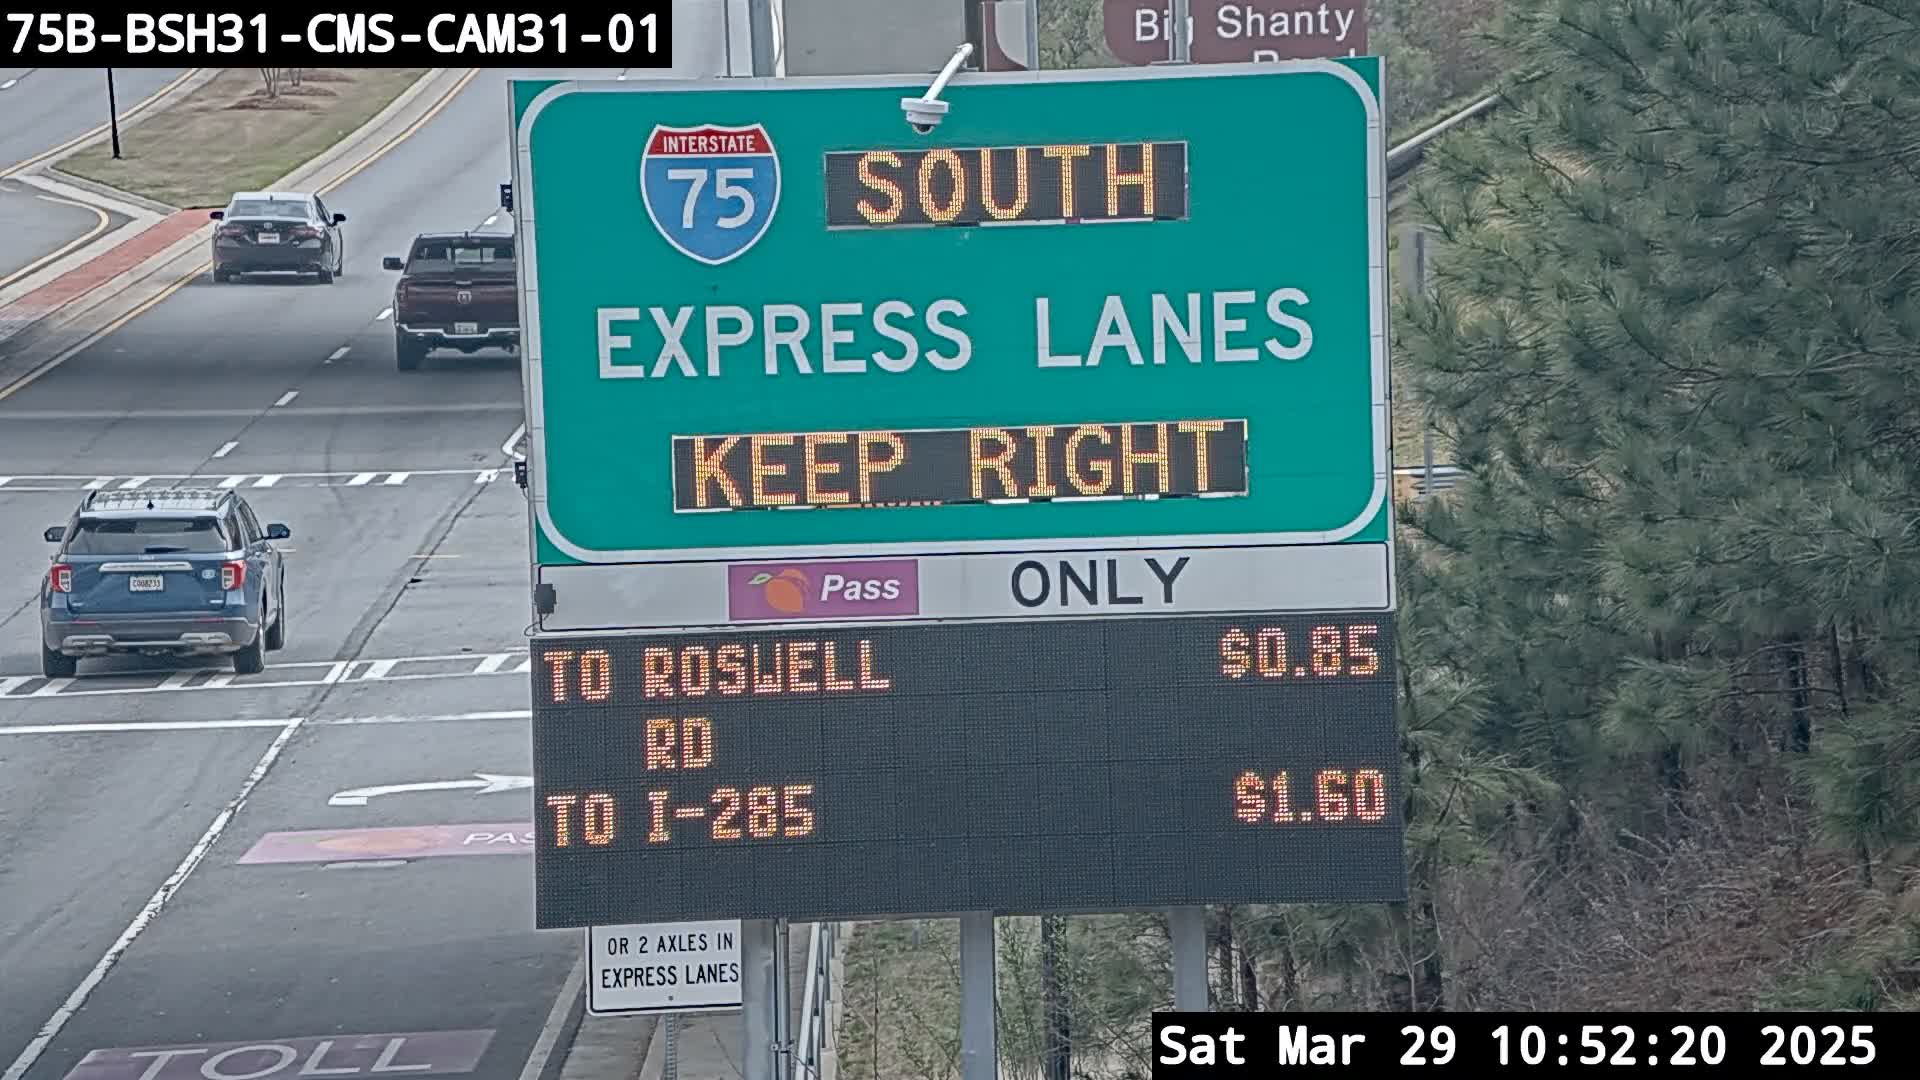 75B-BSH31-CMS-CAM31-01
Big Shanty
INTERSTATE
75
SOUTH
EXPRESS LANES
KEEP RIGHT
Pass
ONLY
TO ROSWELL $0.85
RD
TO I-285 $1.60
PAS
OR 2 AXLES IN
EXPRESS LANES
TOLL
Sat Mar 29 10:52:20 2025